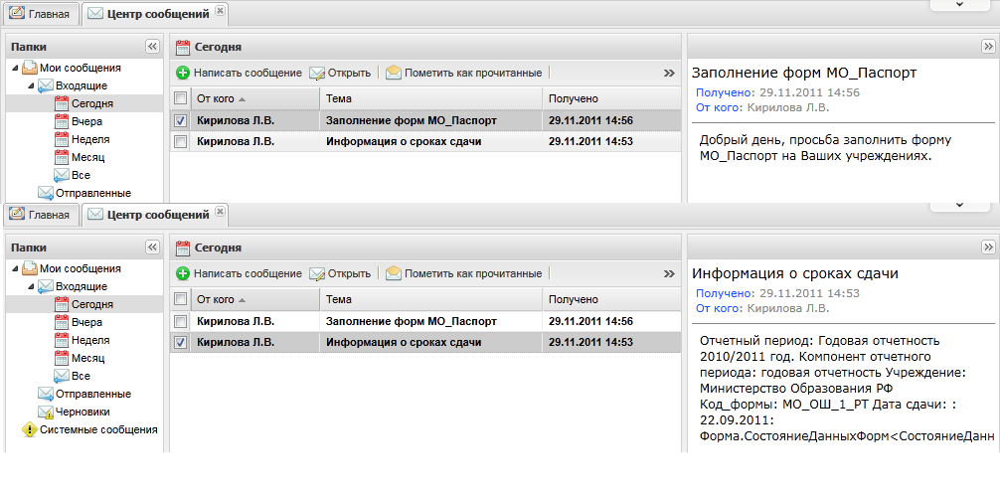 Главная
Центр сообщений
Папки
Мои сообщения
Входящие
Сегодня
Вчера
Неделя
Месяц
Все
Отправленные
Сегодня
Написать сообщение Открыть Пометить как прочитанные
От кого Тема Получено
Кирилова Л.В. Заполнение форм МО_Паспорт 29.11.2011 14:56
Кирилова Л.В. Информация о сроках сдачи 29.11.2011 14:53
Заполнение форм МО_Паспорт
Получено: 29.11.2011 14:56
От кого: Кирилова Л.В.
Добрый день, просьба заполнить форму
МО_Паспорт на Ваших учреждениях.
Главная
Центр сообщений
Папки
Мои сообщения
Входящие
Сегодня
Вчера
Неделя
Месяц
Все
Отправленные
Черновики
Системные сообщения
Сегодня
Написать сообщение Открыть Пометить как прочитанные
От кого Тема Получено
Кирилова Л.В. Заполнение форм МО_Паспорт 29.11.2011 14:56
Кирилова Л.В. Информация о сроках сдачи 29.11.2011 14:53
Информация о сроках сдачи
Получено: 29.11.2011 14:53
От кого: Кирилова Л.В.
Отчетный период: Годовая отчетность
2010/2011 год. Компонент отчетного
периода: годовая отчетность Учреждение:
Министерство Образования РФ
Код_формы: МО_ОШ_1_РТ Дата сдачи: :
22.09.2011:
Форма.СостояниеДанныхФорм<СостояниеДанн